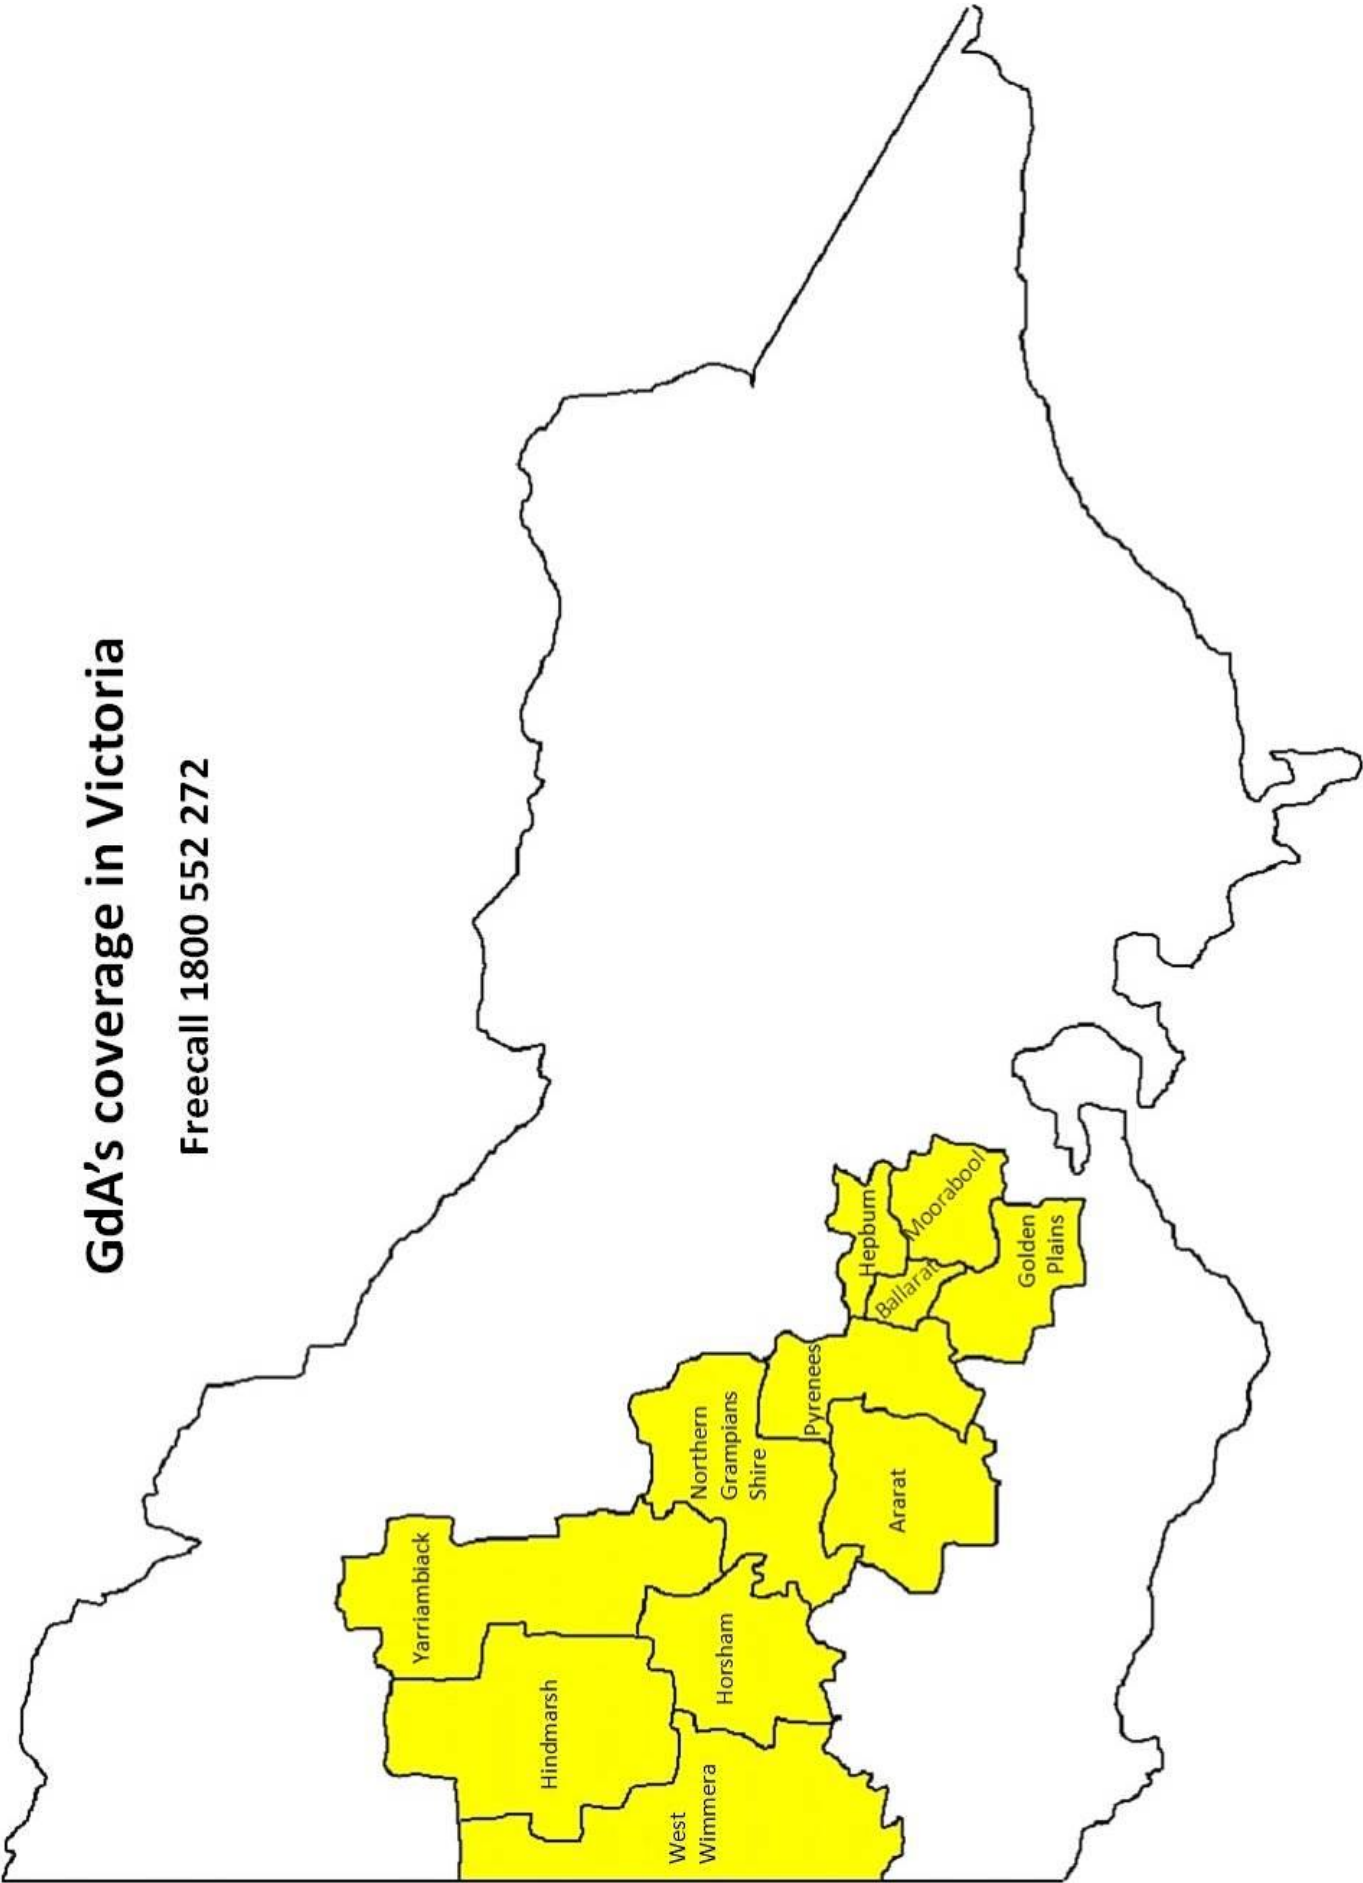 GdA's coverage in Victoria
Freecall 1800 552 272
Yarriambiack
Hindmarsh
West
Wimmera
Horsham
Northern
Grampians
Shire
Pyrenees
Ararat
Hepburn
Ballarat
Moorabool
Golden
Plains